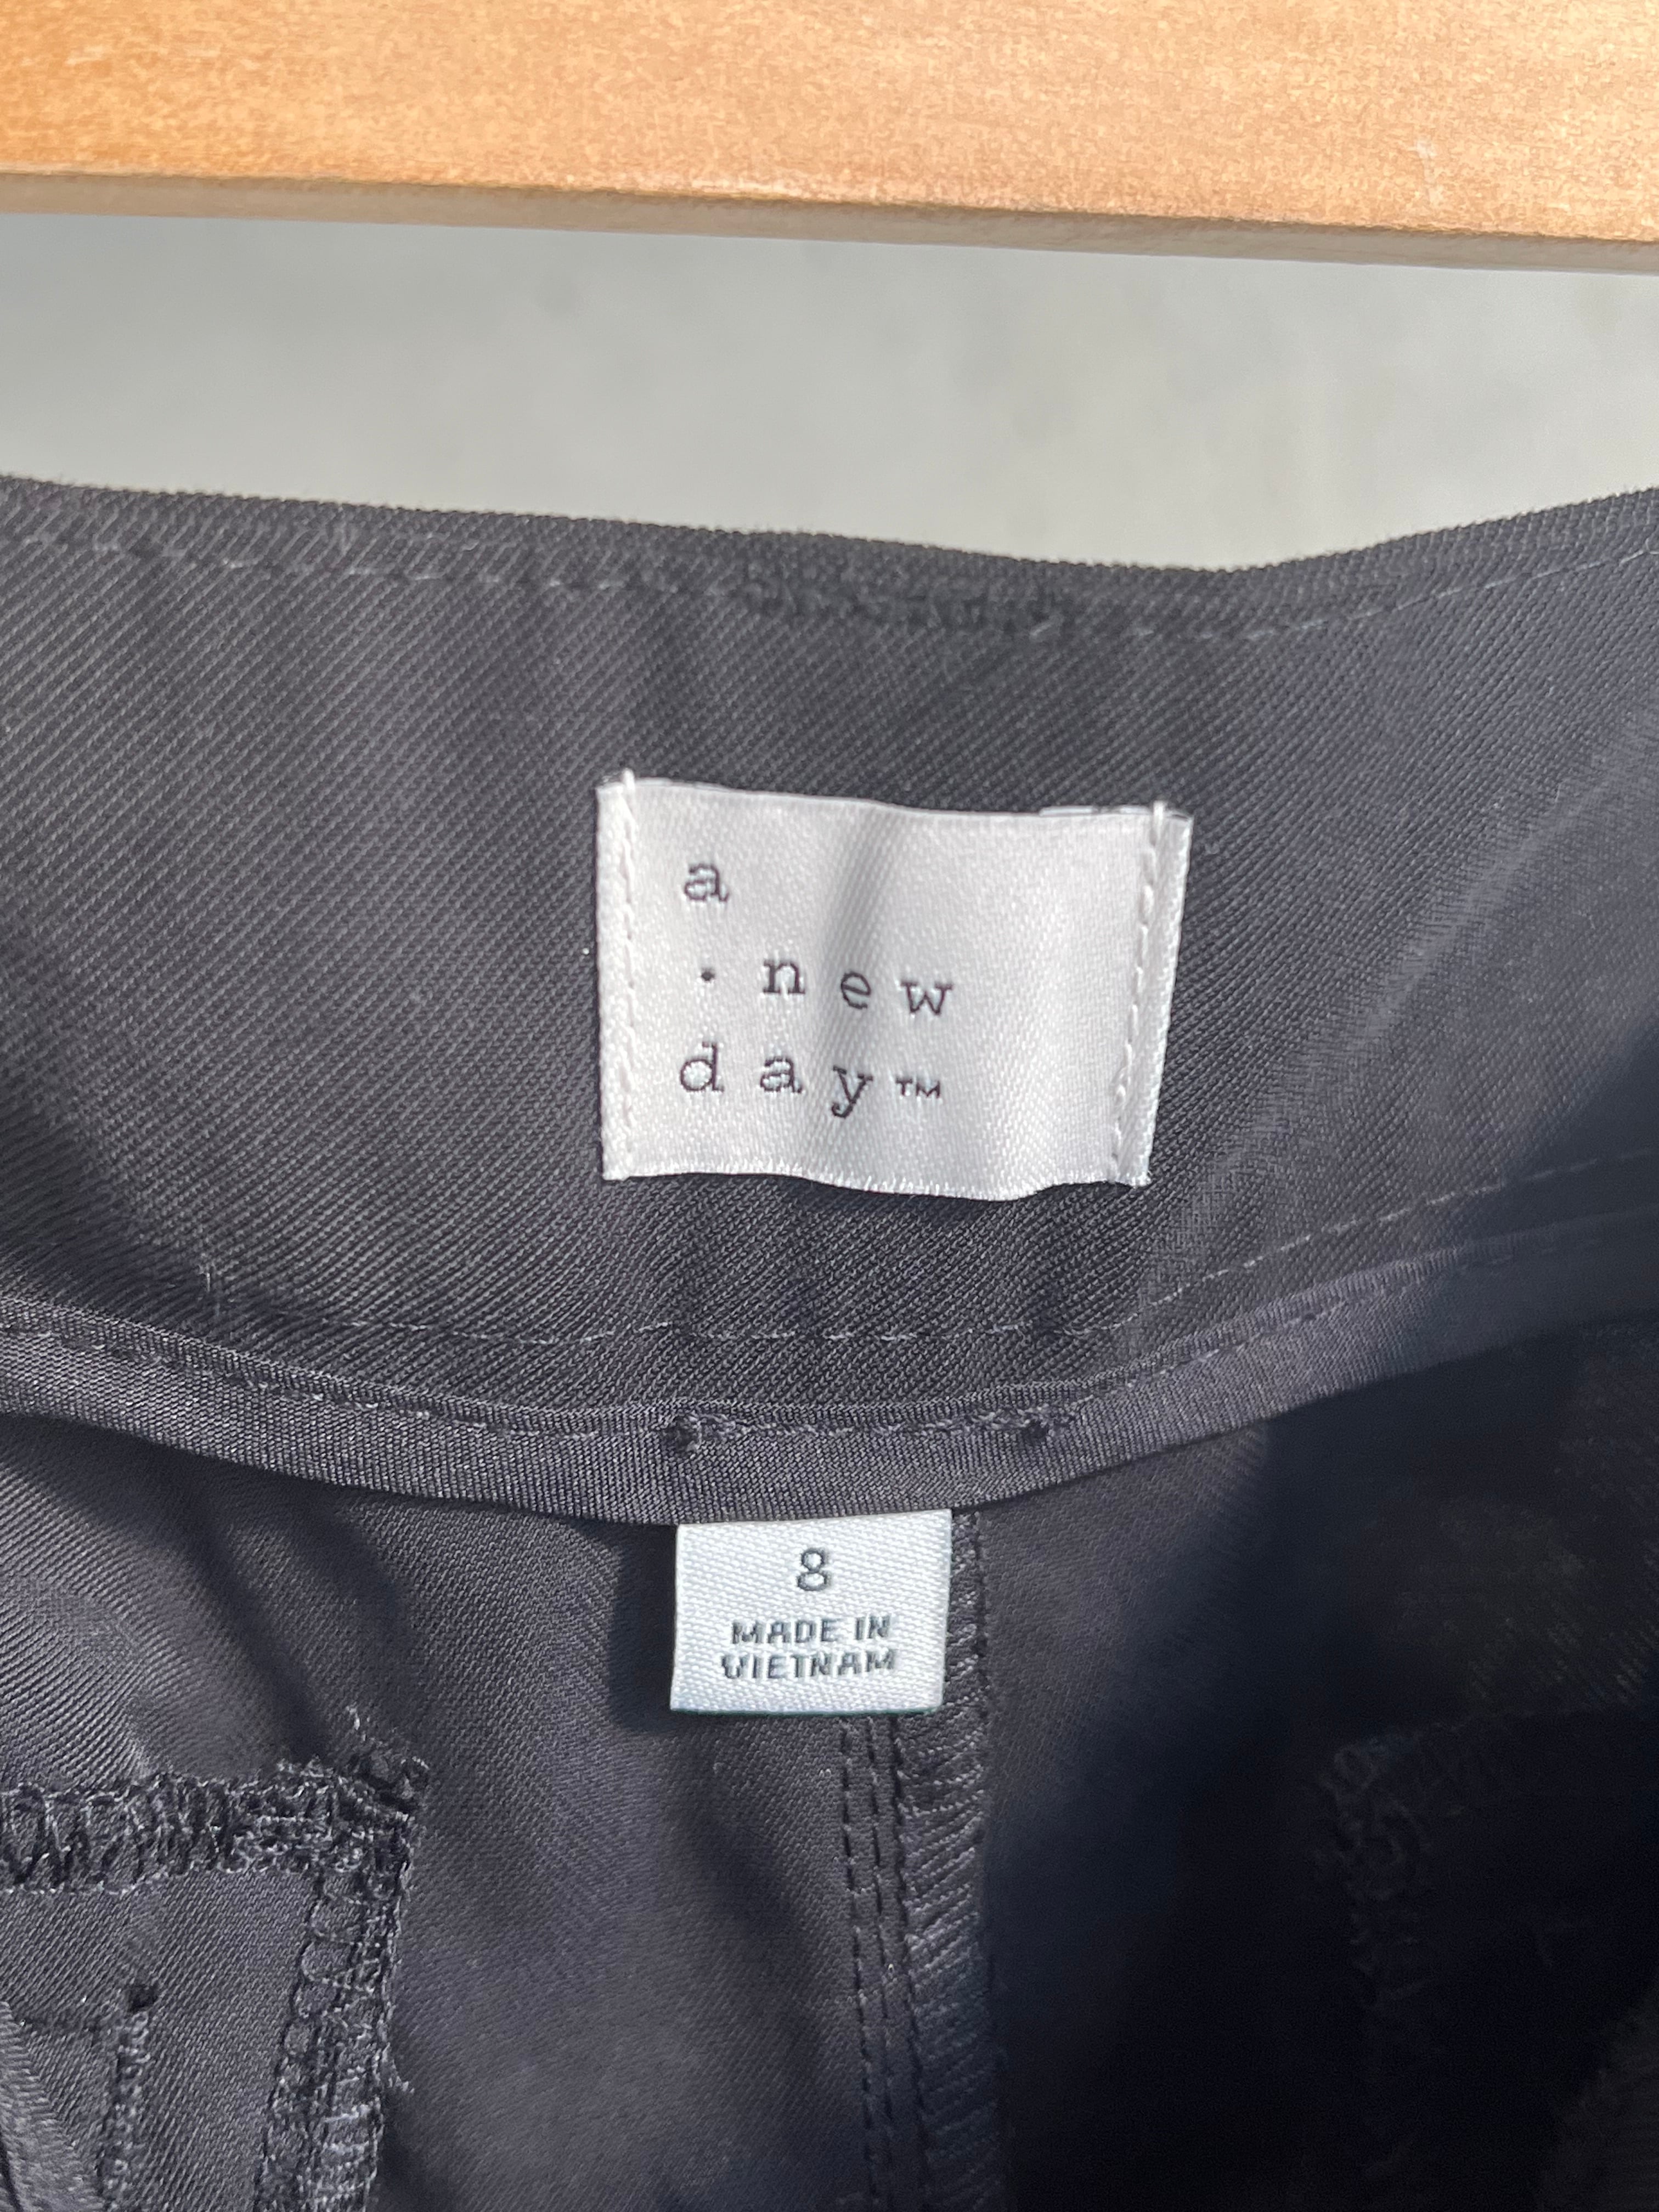 a
· new
day™
8
MADE IN
VIETNAM